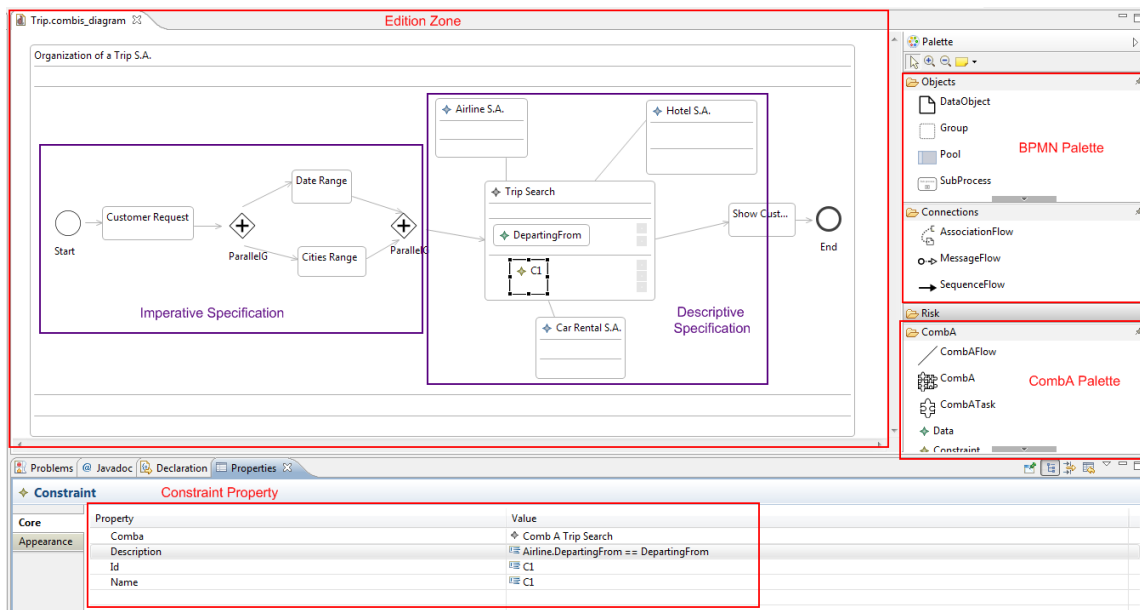 Trip.combis_diagram
Edition Zone
Organization of a Trip S.A.
Airline S.A.
Hotel S.A.
Date Range
Trip Search
Customer Request
Show Cust...
DepartingFrom
Start
ParallelG
ParallelG
End
Cities Range
C1
Imperative Specification
Descriptive
Specification
Car Rental S.A.
Palette
Objects
DataObject
Group
BPMN Palette
Pool
SubProcess
Connections
AssociationFlow
MessageFlow
SequenceFlow
Risk
CombA
CombAFlow
CombA
CombA Palette
CombATask
Data
Constraint
Problems @ Javadoc Declaration Properties
Constraint
Constraint Property
Core
Appearance
Property Value
Comba Comb A Trip Search
Description Airline.DepartingFrom == DepartingFrom
Id C1
Name C1